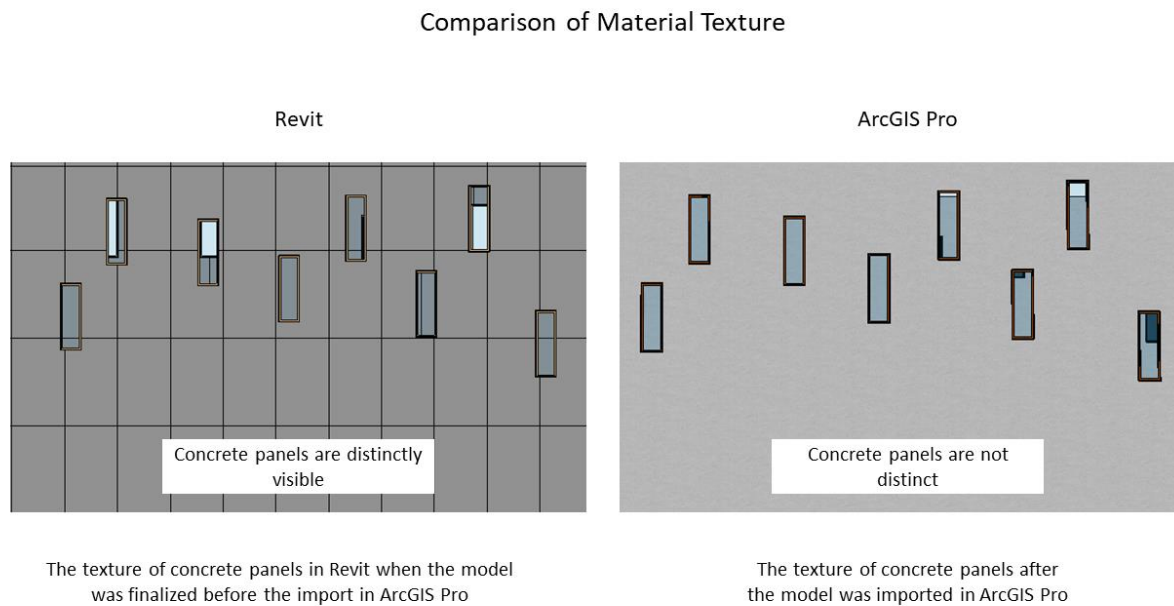 Comparison of Material Texture
Revit
ArcGIS Pro
Concrete panels are distinctly
visible
Concrete panels are not
distinct
The texture of concrete panels in Revit when the model
was finalized before the import in ArcGIS Pro
The texture of concrete panels after
the model was imported in ArcGIS Pro